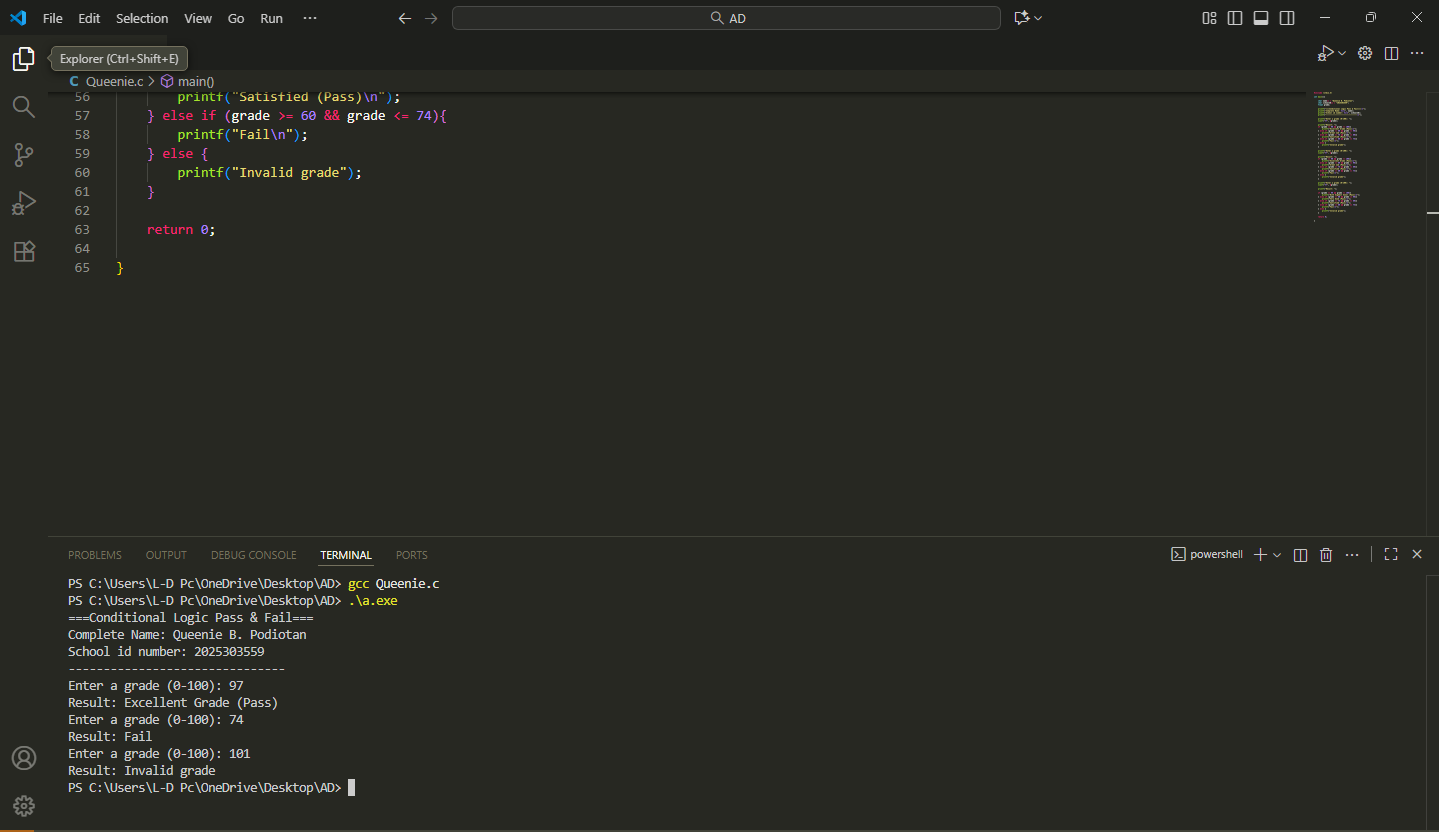 File Edit Selection View Go Run ··· AD
Explorer (Ctrl+Shift+E)
C Queenie.c > main()
56 printf("Satisfied (Pass)\n");
57 } else if (grade >= 60 && grade <= 74){
58 printf("Fail\n");
59 } else {
60 printf("Invalid grade");
61 }
62
63 return 0;
64
65 }
PROBLEMS OUTPUT DEBUG CONSOLE TERMINAL PORTS powershell
PS C:\Users\L-D Pc\OneDrive\Desktop\AD> gcc Queenie.c
PS C:\Users\L-D Pc\OneDrive\Desktop\AD> .\a.exe
===Conditional Logic Pass & Fail===
Complete Name: Queenie B. Podiotan
School id number: 2025303559
-------------------------------
Enter a grade (0-100): 97
Result: Excellent Grade (Pass)
Enter a grade (0-100): 74
Result: Fail
Enter a grade (0-100): 101
Result: Invalid grade
PS C:\Users\L-D Pc\OneDrive\Desktop\AD>